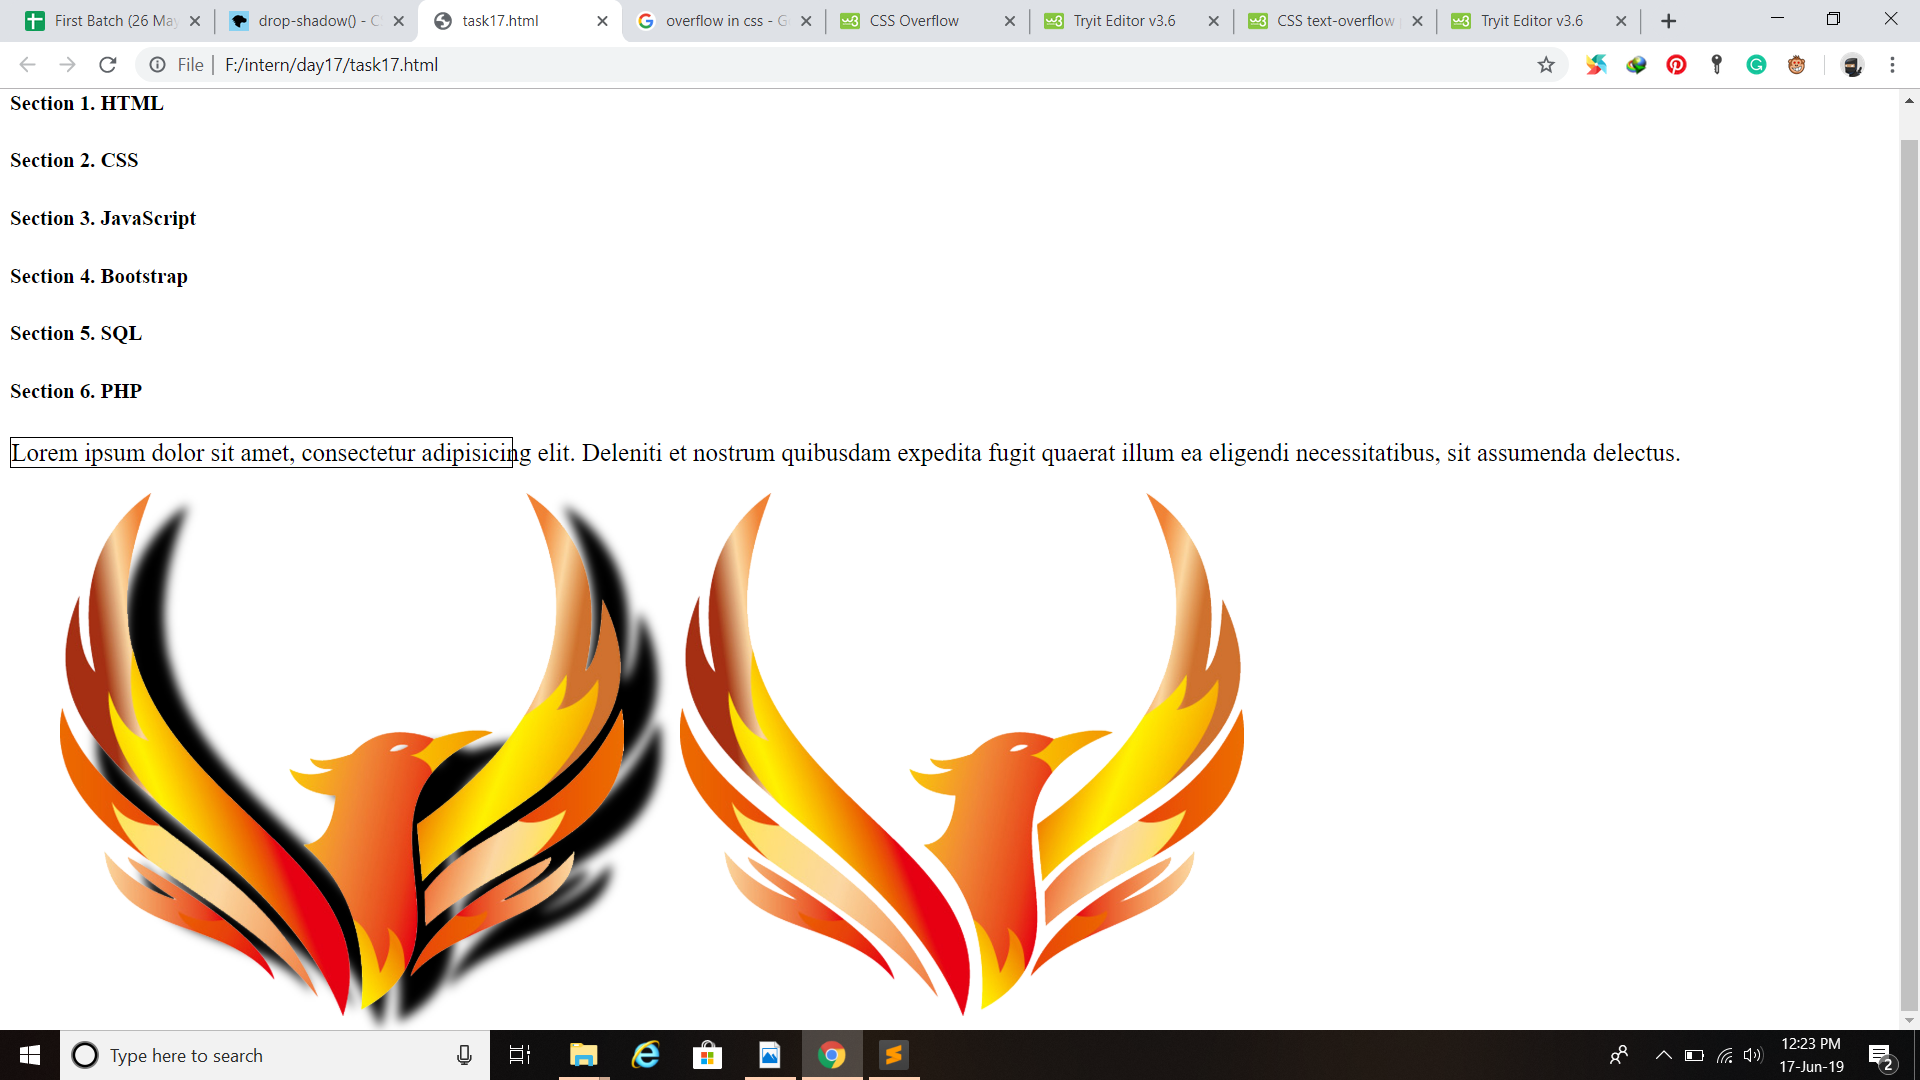 First Batch (26 May
drop-shadow() - CS
task17.html
overflow in css - Go
CSS Overflow
Tryit Editor v3.6
CSS text-overflow
Tryit Editor v3.6
File
F:/intern/day17/task17.html
Section 1. HTML
Section 2. CSS
Section 3. JavaScript
Section 4. Bootstrap
Section 5. SQL
Section 6. PHP
Lorem ipsum dolor sit amet, consectetur adipisicing elit. Deleniti et nostrum quibusdam expedita fugit quaerat illum ea eligendi necessitatibus, sit assumenda delectus.
Type here to search
12:23 PM
17-Jun-19
2